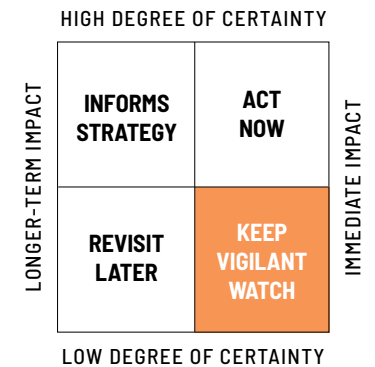 HIGH DEGREE OF CERTAINTY
LONGER-TERM IMPACT
INFORMS
STRATEGY
ACT
NOW
IMMEDIATE IMPACT
REVISIT
LATER
KEEP
VIGILANT
WATCH
LOW DEGREE OF CERTAINTY